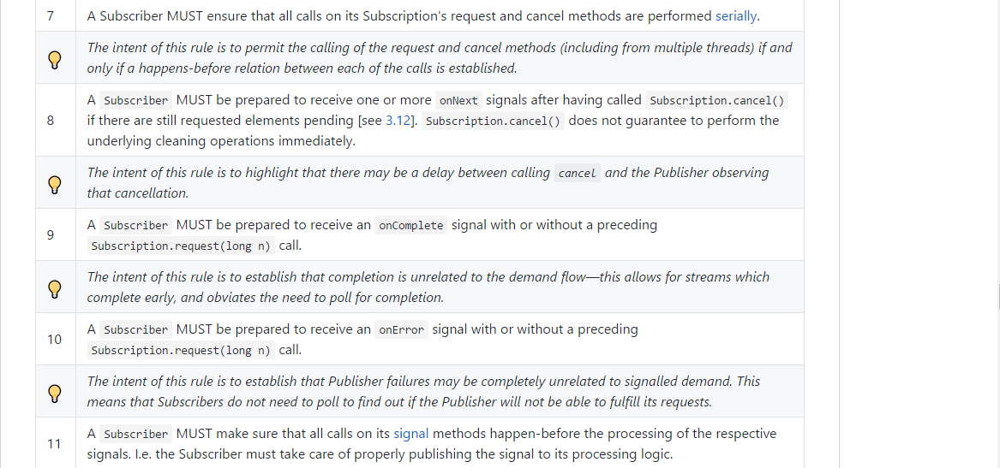 7 A Subscriber MUST ensure that all calls on its Subscription's request and cancel methods are performed serially.
The intent of this rule is to permit the calling of the request and cancel methods (including from multiple threads) if and
only if a happens-before relation between each of the calls is established.
A Subscriber MUST be prepared to receive one or more onNext signals after having called Subscription.cancel()
8 if there are still requested elements pending [see 3.12]. Subscription.cancel() does not guarantee to perform the
underlying cleaning operations immediately.
The intent of this rule is to highlight that there may be a delay between calling cancel and the Publisher observing
that cancellation.
9 A Subscriber MUST be prepared to receive an onComplete signal with or without a preceding
Subscription.request(long n) call.
The intent of this rule is to establish that completion is unrelated to the demand flow—this allows for streams which
complete early, and obviates the need to poll for completion.
10 A Subscriber MUST be prepared to receive an onError signal with or without a preceding
Subscription.request(long n) call.
The intent of this rule is to establish that Publisher failures may be completely unrelated to signalled demand. This
means that Subscribers do not need to poll to find out if the Publisher will not be able to fulfill its requests.
11 A Subscriber MUST make sure that all calls on its signal methods happen-before the processing of the respective
signals. I.e. the Subscriber must take care of properly publishing the signal to its processing logic.